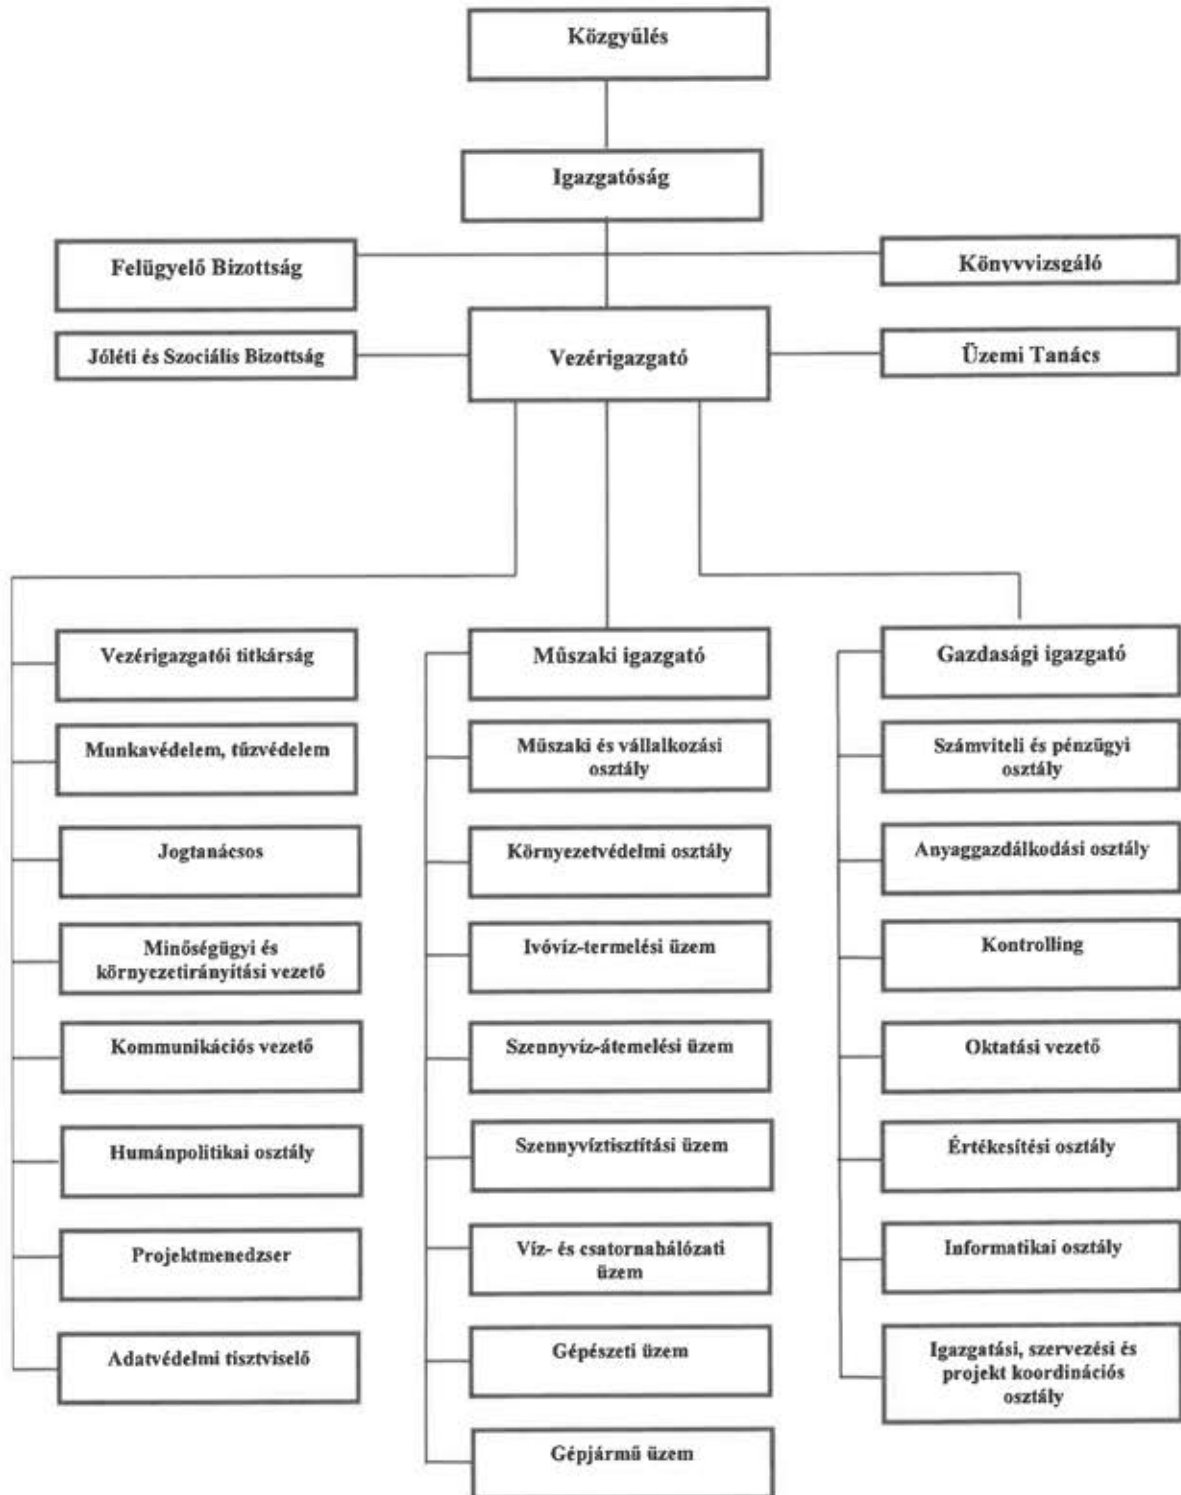 Közgyűlés
Igazgatóság
Felügyelő Bizottság
Könyvvizsgáló
Jóléti és Szociális Bizottság
Vezérigazgató
Üzemi Tanács
Vezérigazgatói titkárság
Munkavédelem, tűzvédelem
Jogtanácsos
Minőségügyi és
környezetirányítási vezető
Kommunikációs vezető
Humánpolitikai osztály
Projektmenedzser
Adatvédelmi tisztviselő
Műszaki igazgató
Műszaki és vállalkozási
osztály
Környezetvédelmi osztály
Ivóvíz-termelési üzem
Szennyvíz-átemelési üzem
Szennyvíztisztítási üzem
Víz- és csatornahálózati
üzem
Gépészeti üzem
Gépjármű üzem
Gazdasági igazgató
Számviteli és pénzügyi
osztály
Anyaggazdálkodási osztály
Kontrolling
Oktatási vezető
Értékesítési osztály
Informatikai osztály
Igazgatási, szervezési és
projekt koordinációs
osztály